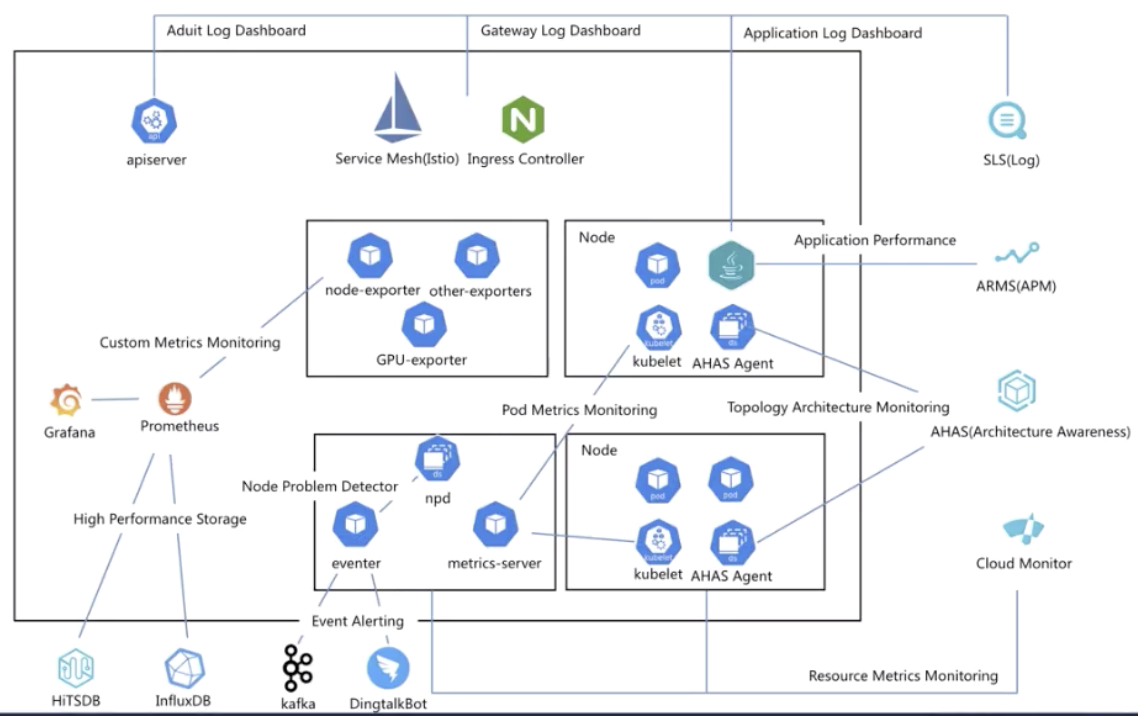 Aduit Log Dashboard
Gateway Log Dashboard
Application Log Dashboard
api
apiserver
Service Mesh(Istio)
N
Ingress Controller
SLS(Log)
node-exporter
other-exporters
GPU-exporter
Node
pod
kubelet
kubelet
ds
AHAS Agent
Application Performance
ARMS(APM)
Custom Metrics Monitoring
Grafana
Prometheus
Pod Metrics Monitoring
Topology Architecture Monitoring
AHAS(Architecture Awareness)
Node Problem Detector
ds
npd
eventer
metrics-server
Node
pod
pod
kubelet
kubelet
ds
AHAS Agent
High Performance Storage
Cloud Monitor
Event Alerting
HiTSDB
InfluxDB
kafka
DingtalkBot
Resource Metrics Monitoring